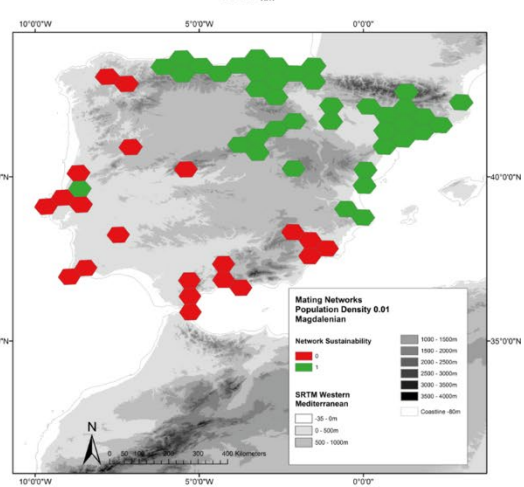 10°0'0"W 5°0'0"W 0°0'0"
40°0'0"N
35°0'0"N
Mating Networks
Population Density 0.01
Magdalenian
Network Sustainability
0
1
SRTM Western
Mediterranean
-35 - 0m
0 - 500m
500 - 1000m
1000 - 1500m
1500 - 2000m
2000 - 2500m
2500 - 3000m
3000 - 3500m
3500 - 4000m
Coastline -80m
N
0 50 100 200 300 400 Kilometers
10°0'0"W 5°0'0"W 0°0'0"